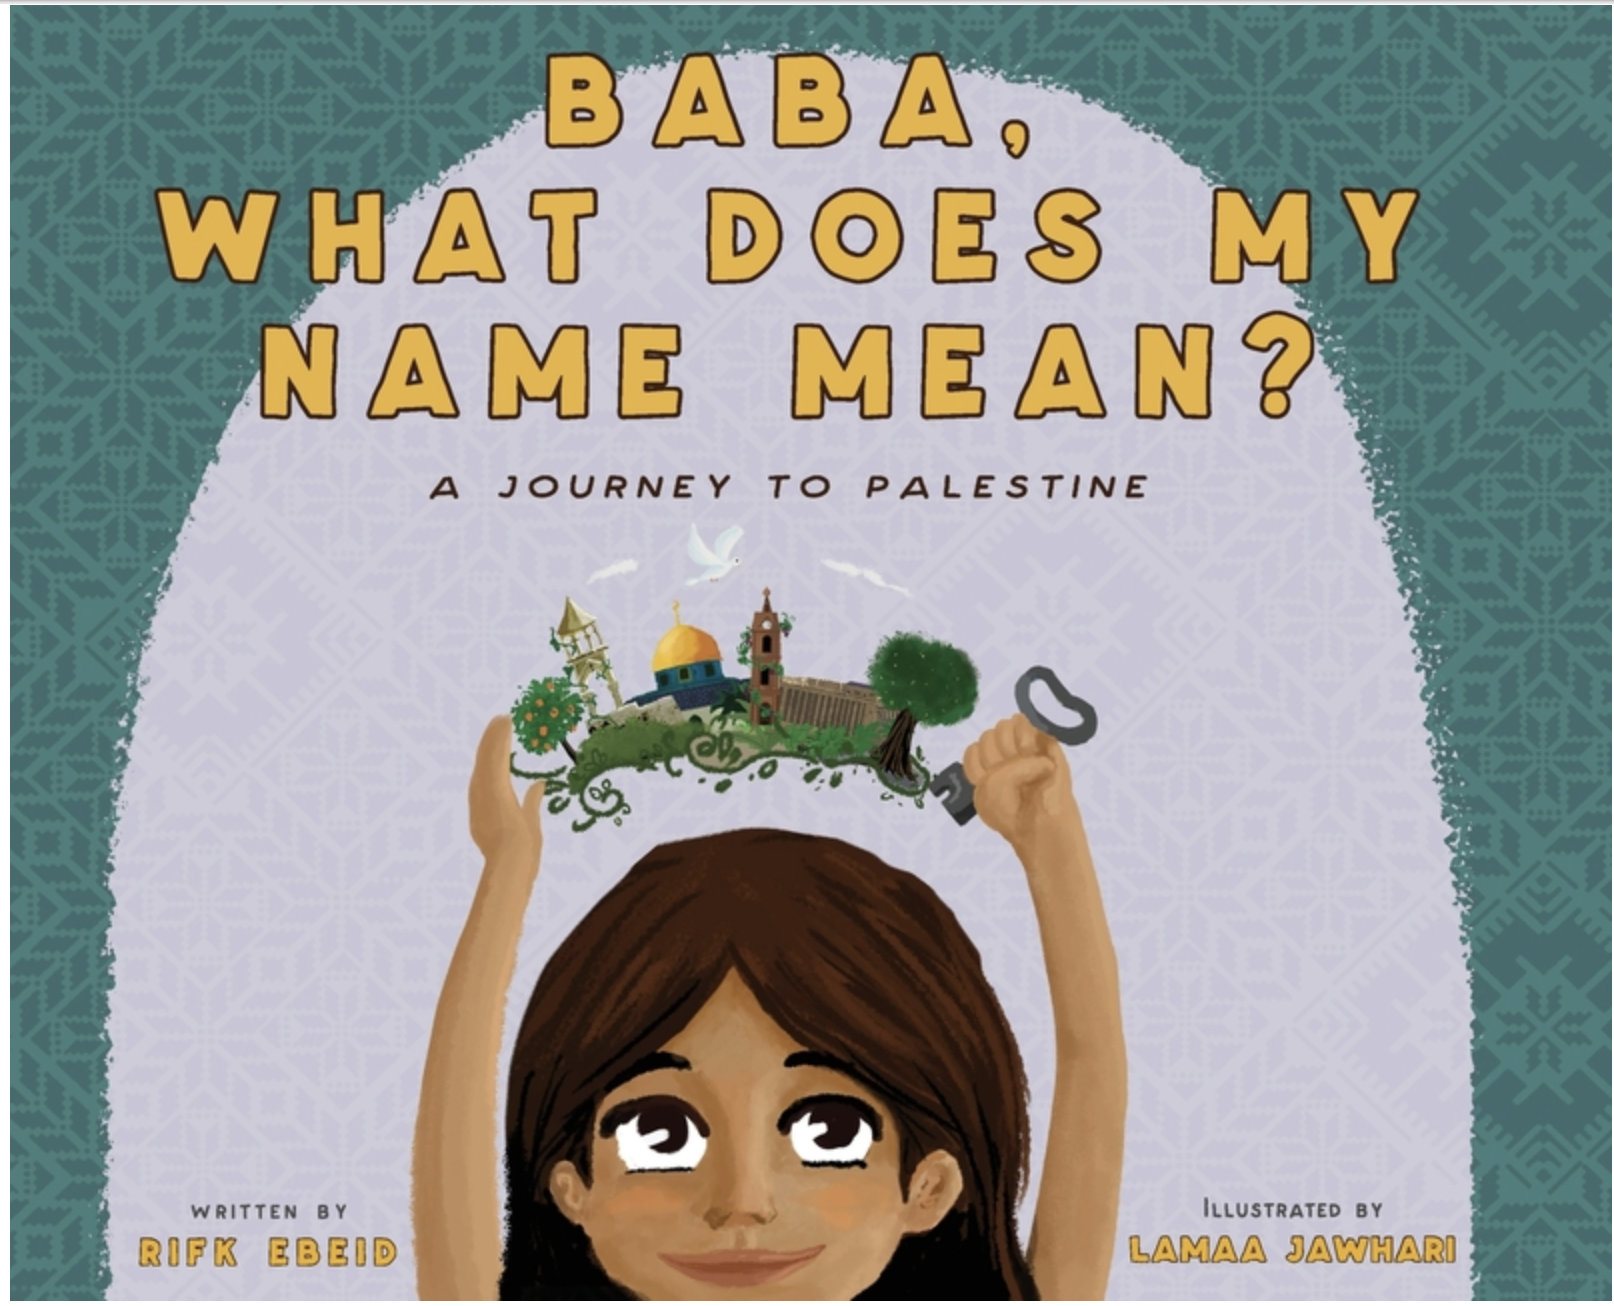 BABA,
WHAT DOES MY
NAME MEAN?
A JOURNEY TO PALESTINE
WRITTEN BY
RIFK EBEID
ILLUSTRATED BY
LAMAA JAWHARI